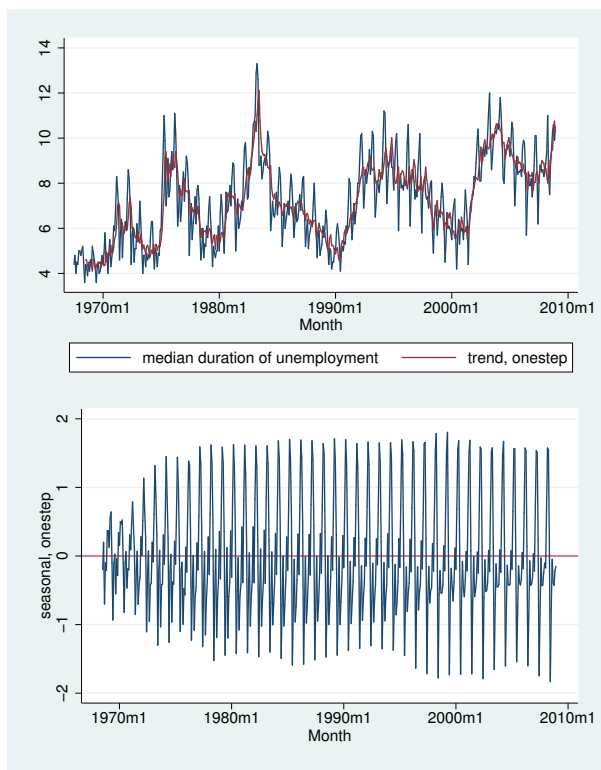 14
12
10
8
6
4
1970m1 1980m1 1990m1 2000m1 2010m1
Month
median duration of unemployment trend, onestep
2
1
0
−1
−2
seasonal, onestep
1970m1 1980m1 1990m1 2000m1 2010m1
Month